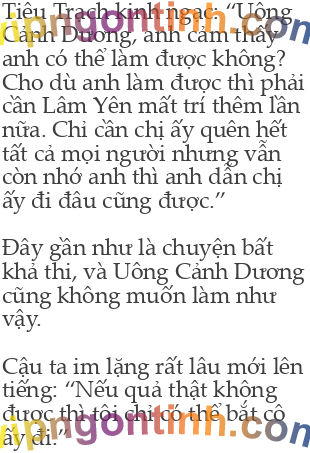 Tiêu Trạch kinh ngạc: “Uông
Cảnh Dương, anh cảm thấy
anh có thể làm được không?
Cho dù anh làm được thì phải
cần Lâm Yên mất trí thêm lần
nữa. Chỉ cần chị ấy quên hết
tất cả mọi người nhưng vẫn
còn nhớ anh thì anh dẫn chị
ấy đi đâu cũng được.”
Đây gần như là chuyện bất
khả thi, và Uông Cảnh Dương
cũng không muốn làm như
vậy.
Cậu ta im lặng rất lâu mới lên
tiếng: “Nếu quả thật không
được thì tôi chỉ có thể bắt cô
ấy đi.”
ripngontinh.com
ripngontinh.com